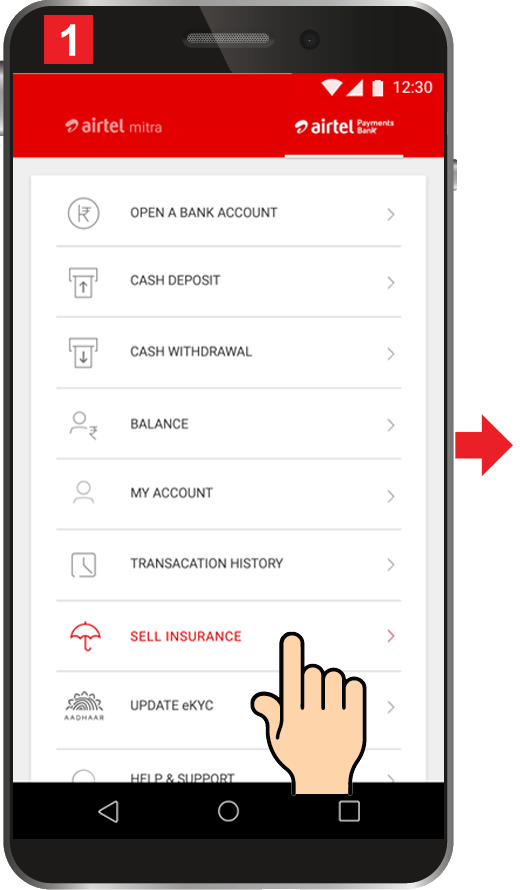 1
12:30
airtel mitra
airtel Payments Bank
OPEN A BANK ACCOUNT
CASH DEPOSIT
CASH WITHDRAWAL
BALANCE
MY ACCOUNT
TRANSACATION HISTORY
SELL INSURANCE
AADHAAR
UPDATE eKYC
HELP & SUPPORT